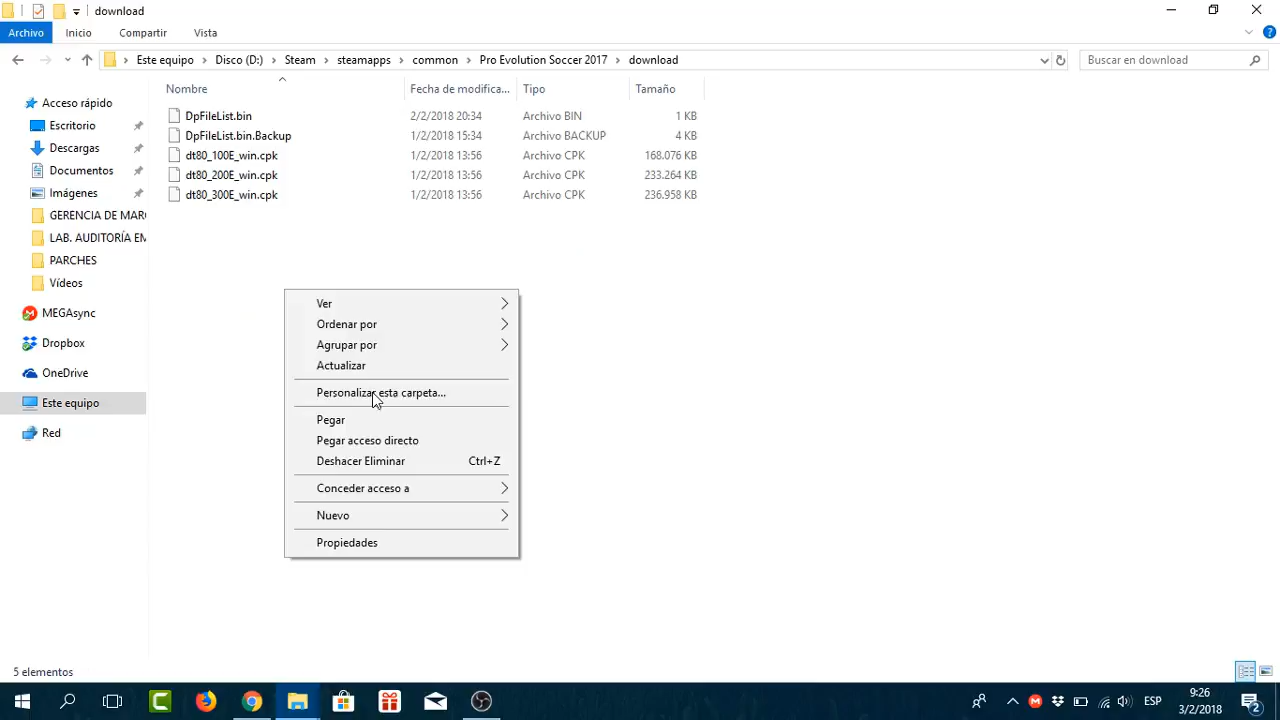 download
Archivo Inicio Compartir Vista
Este equipo Disco (D:) Steam steamapps common Pro Evolution Soccer 2017 download Buscar en download
Nombre Fecha de modifica... Tipo Tamaño
Acceso rápido
Escritorio
Descargas
Documentos
Imágenes
GERENCIA DE MAR
LAB. AUDITORÍA EM
PARCHES
Vídeos
MEGAsync
Dropbox
OneDrive
Este equipo
Red
DpFileList.bin 2/2/2018 20:34 Archivo BIN 1 KB
DpFileList.bin.Backup 1/2/2018 15:34 Archivo BACKUP 4 KB
dt80_100E_win.cpk 1/2/2018 13:56 Archivo CPK 168.076 KB
dt80_200E_win.cpk 1/2/2018 13:56 Archivo CPK 233.264 KB
dt80_300E_win.cpk 1/2/2018 13:56 Archivo CPK 236.958 KB
Ver
Ordenar por
Agrupar por
Actualizar
Personalizar esta carpeta...
Pegar
Pegar acceso directo
Deshacer Eliminar Ctrl+Z
Conceder acceso a
Nuevo
Propiedades
5 elementos
ESP
9:26
3/2/2018
2